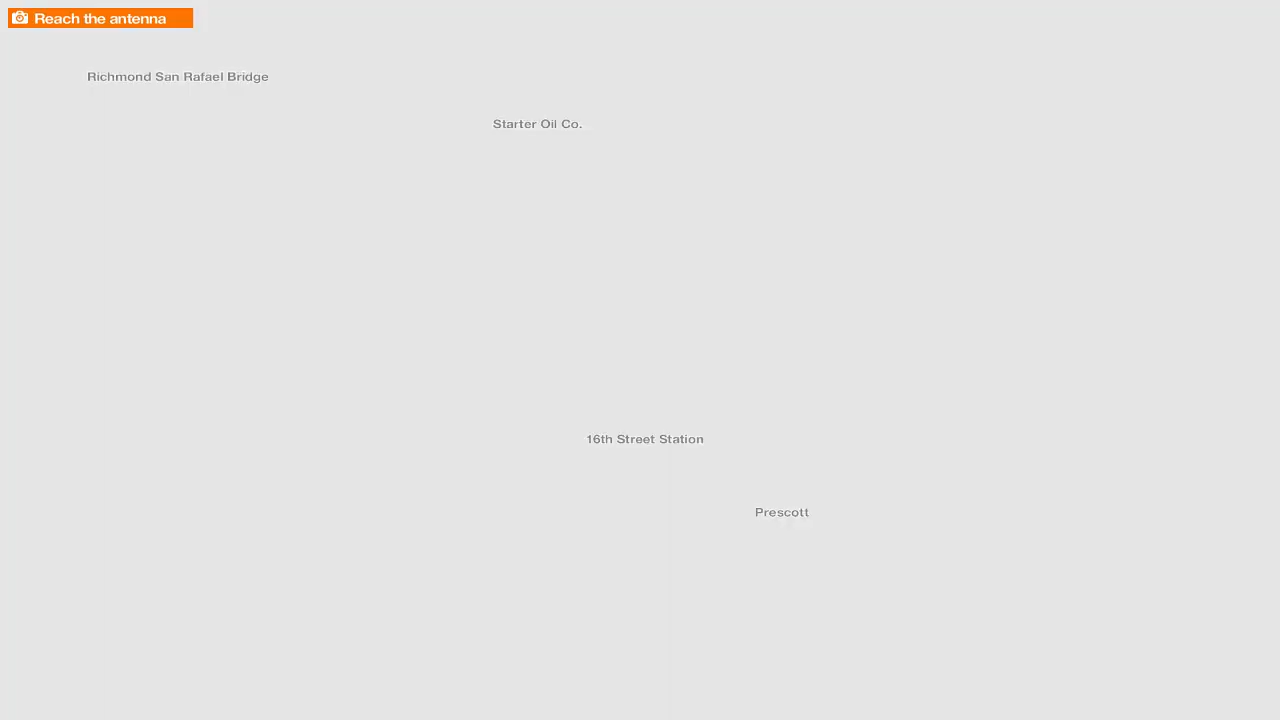 Reach the antenna
Richmond San Rafael Bridge
Starter Oil Co.
16th Street Station
Prescott